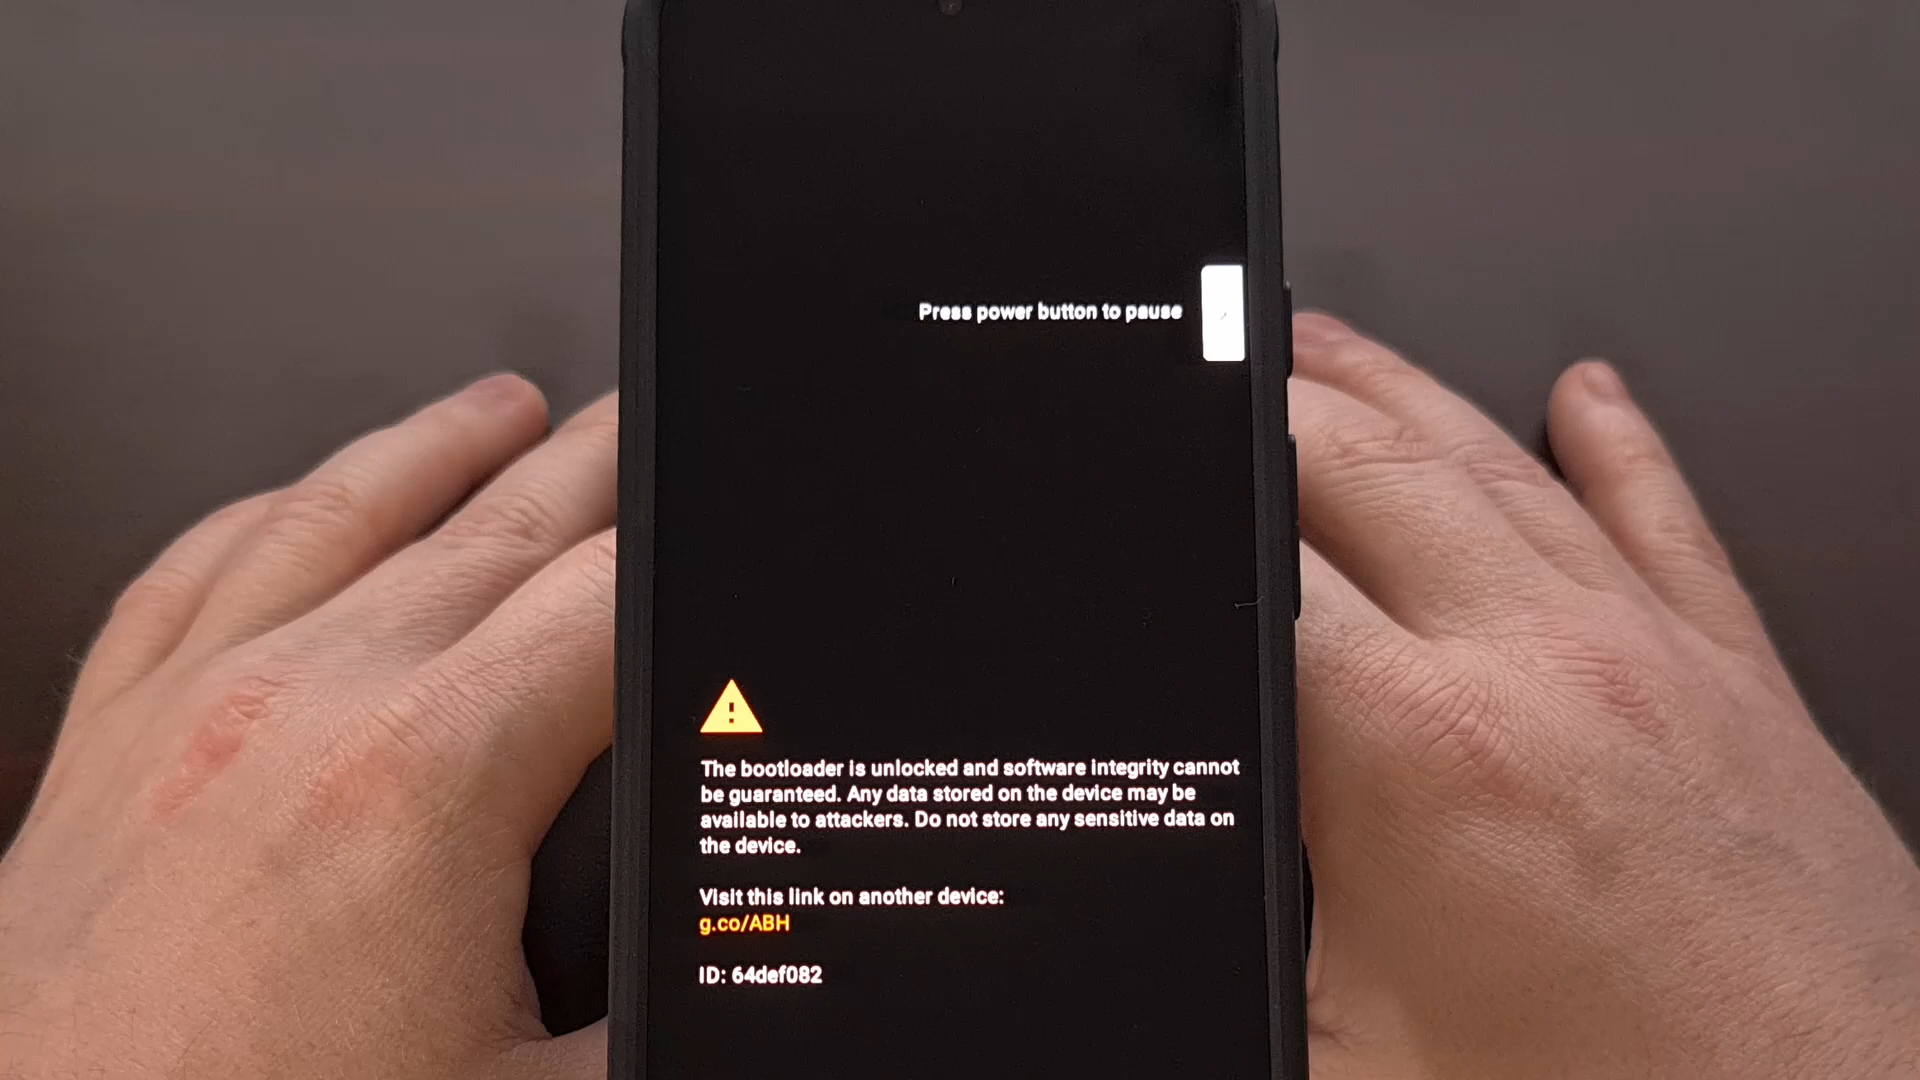 Press power button to pause
The bootloader is unlocked and software integrity cannot
be guaranteed. Any data stored on the device may be
available to attackers. Do not store any sensitive data on
the device.
Visit this link on another device:
g.co/ABH
ID: 64def082